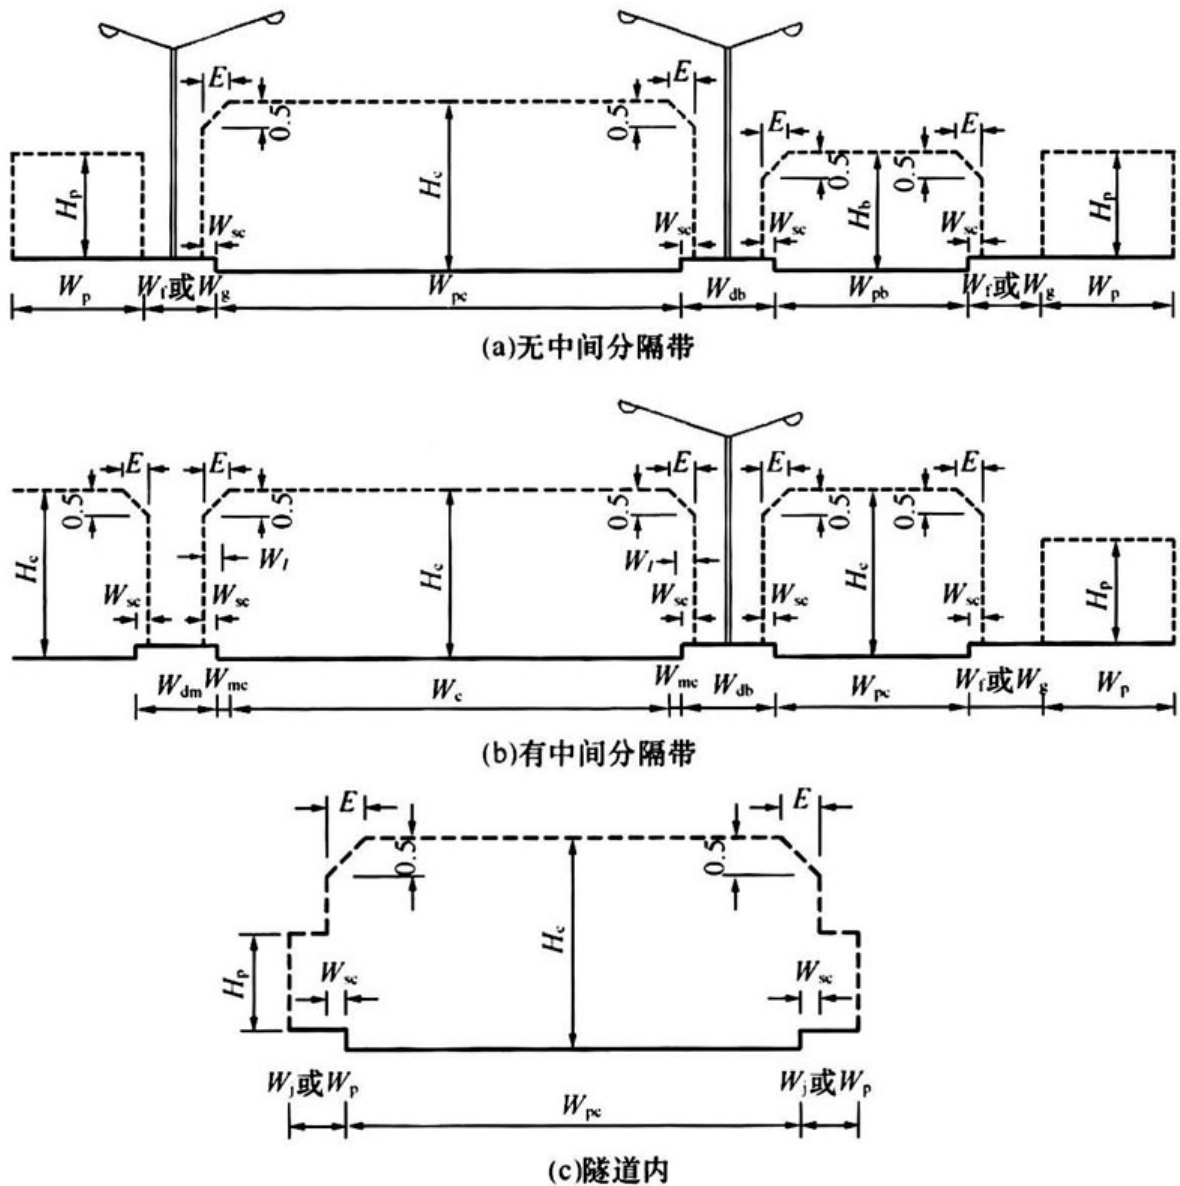 E E
0.5 0.5 E E
H_p H_c 0.5 0.5 H_b H_p
W_sc W_sc W_sc W_sc
W_p W_f或W_g W_pc W_db W_pb W_f或W_g W_p
(a)无中间分隔带
E E E E E
0.5 0.5 0.5 0.5 0.5
H_c W_l H_c W_l H_c H_p
W_sc W_sc W_sc W_sc W_sc
W_dm W_mc W_c W_mc W_db W_pc W_f或W_g W_p
(b)有中间分隔带
E E
0.5 0.5
H_p W_sc H_c W_sc
W_j或W_p W_pc W_j或W_p
(c)隧道内